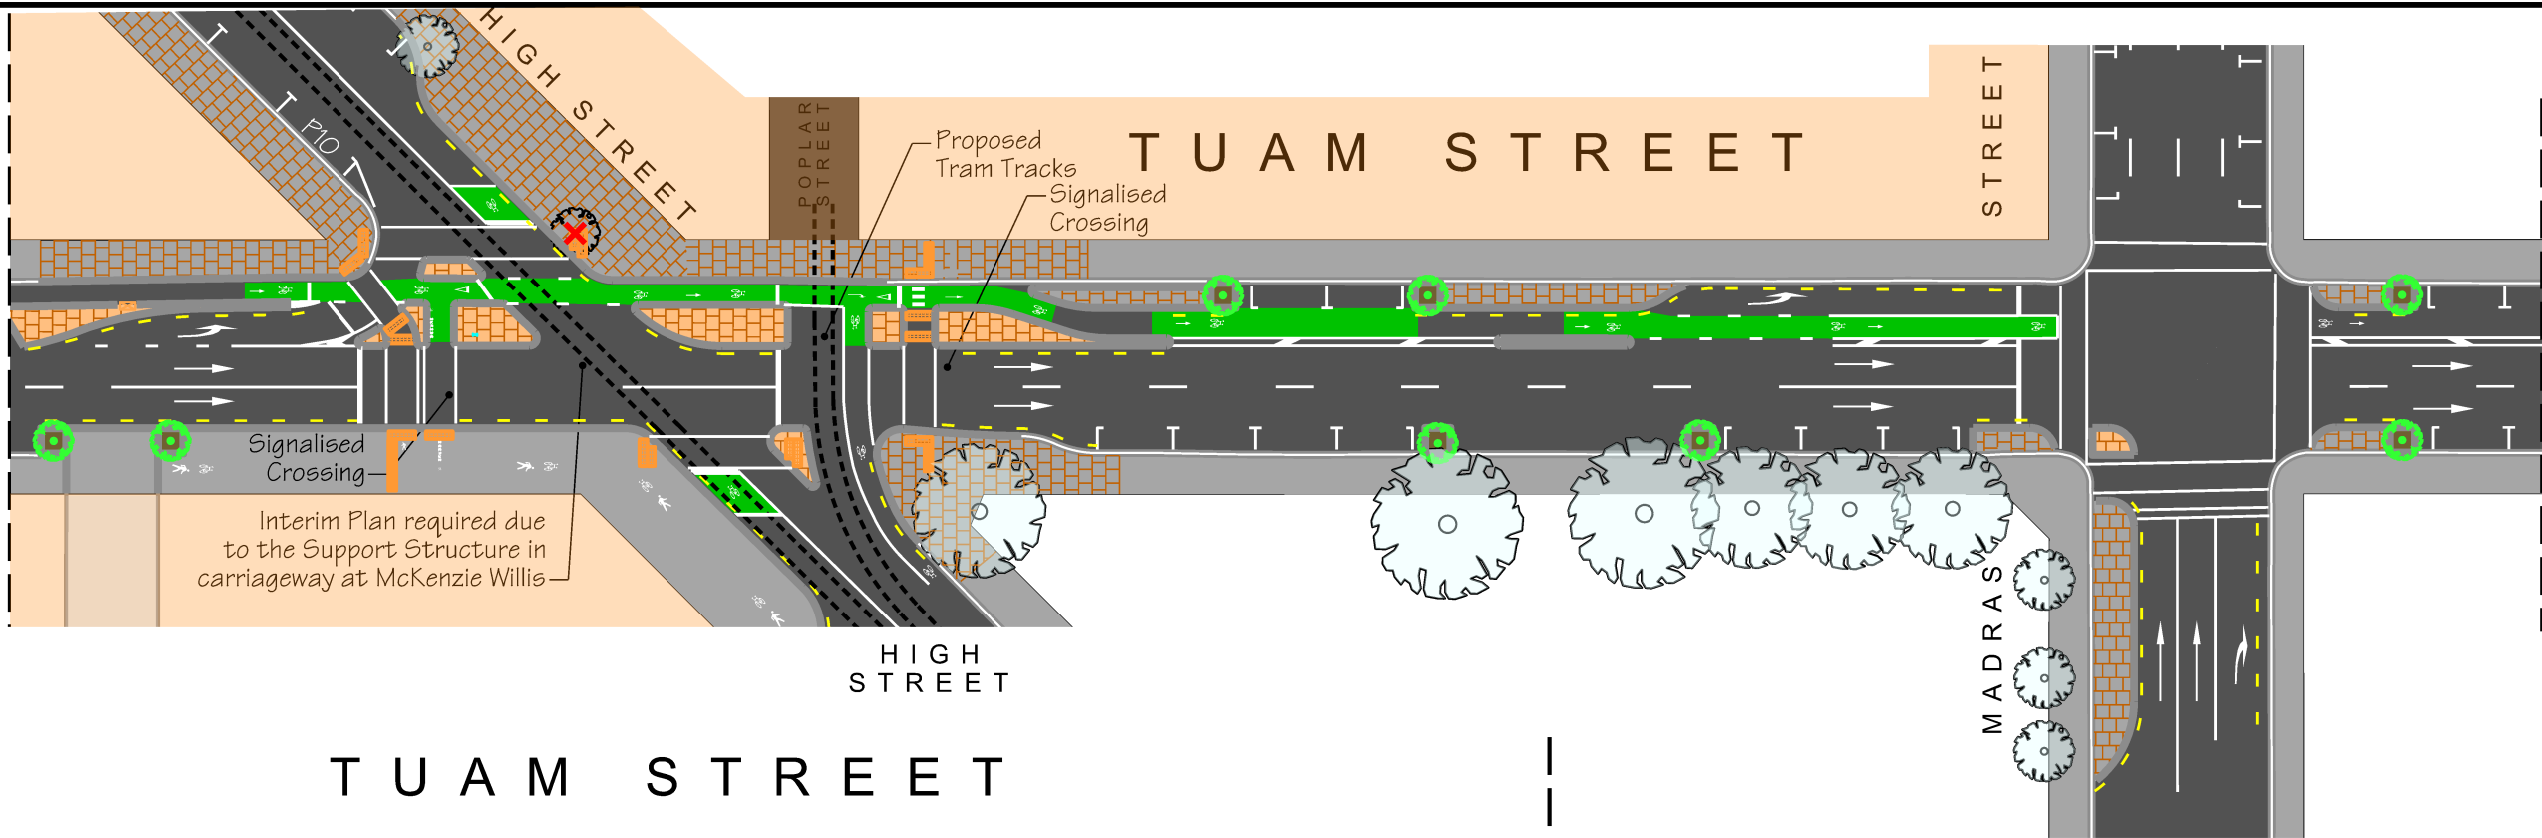 HIGH STREET
P10
POPLAR
STREET
Proposed
Tram Tracks
TUAM STREET
Signalised
Crossing
STREET
Signalised
Crossing
Interim Plan required due
to the Support Structure in
carriageway at McKenzie Willis
MADRAS
HIGH
STREET
TUAM STREET